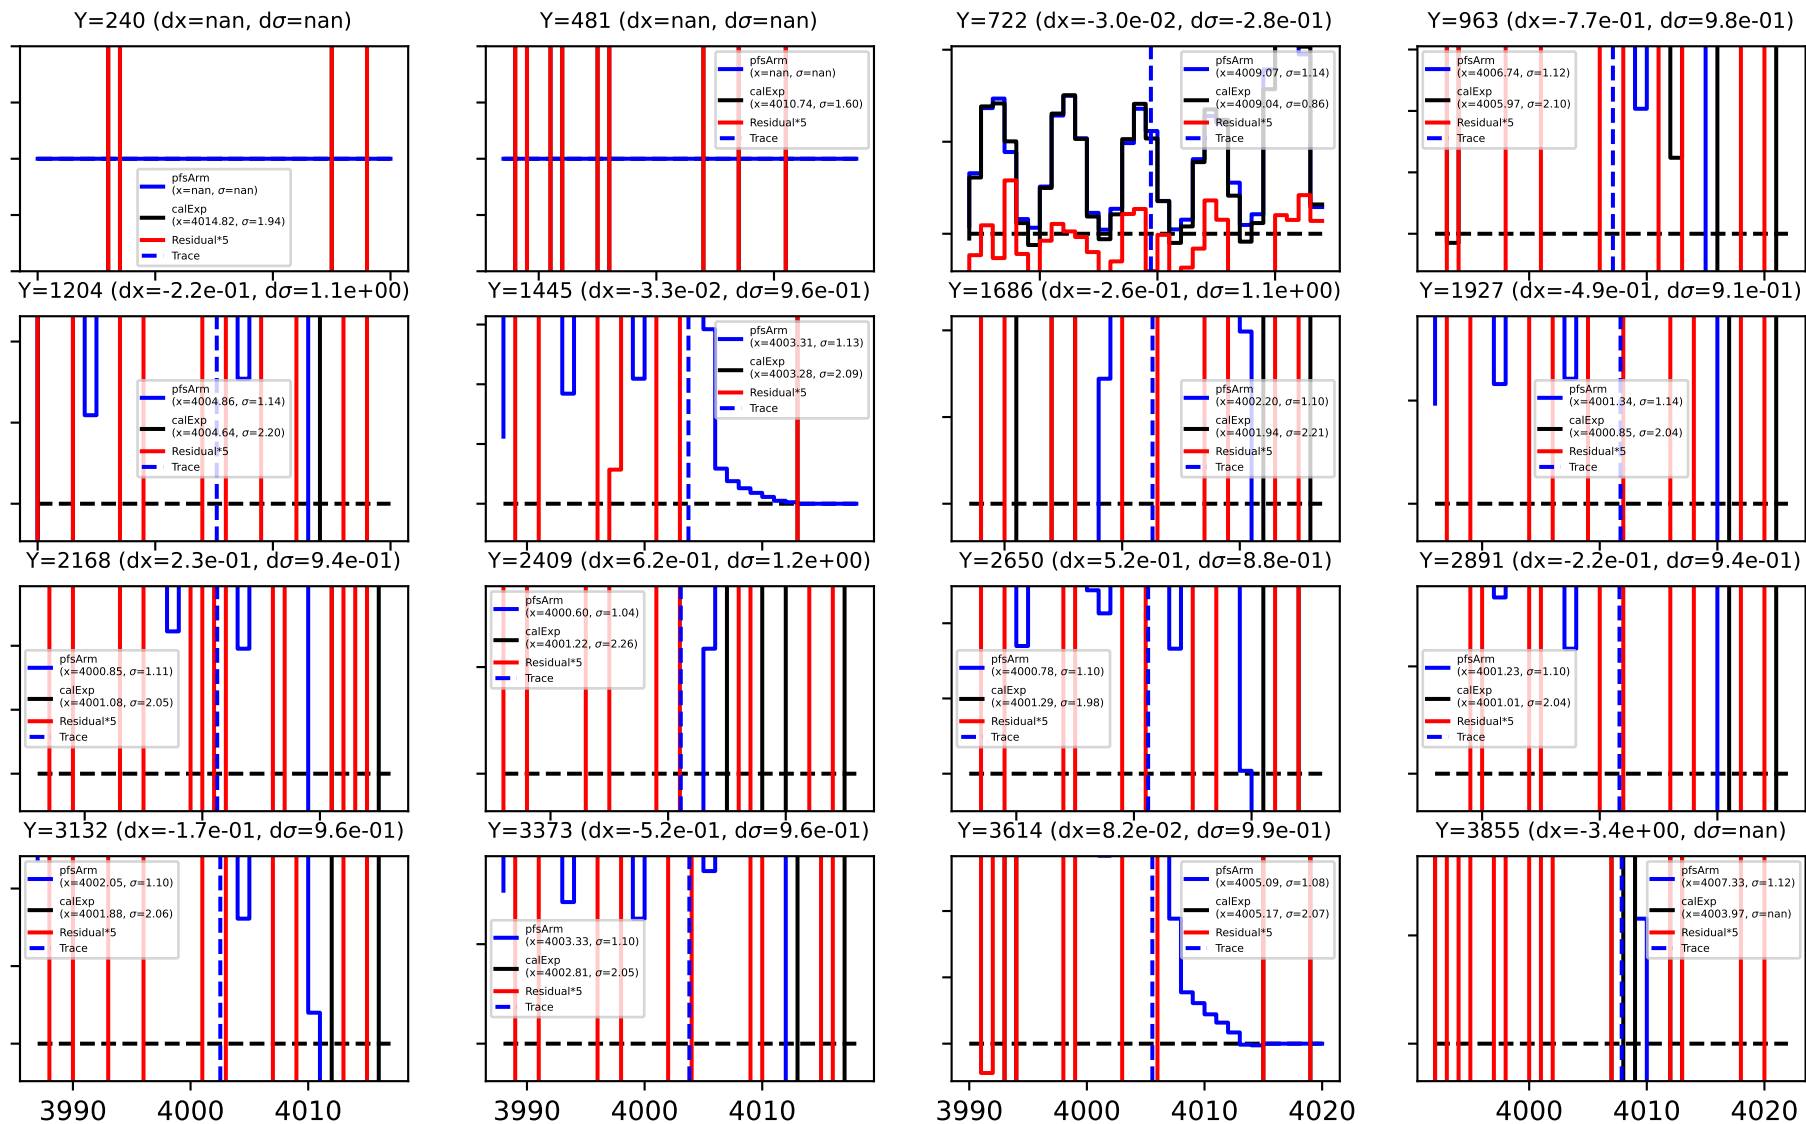 Y=240 (dx=nan, dσ=nan)
pfsArm
(x=nan, σ=nan)
calExp
(x=4014.82, σ=1.94)
Residual*5
Trace
Y=481 (dx=nan, dσ=nan)
pfsArm
(x=nan, σ=nan)
calExp
(x=4010.74, σ=1.60)
Residual*5
Trace
Y=722 (dx=-3.0e-02, dσ=-2.8e-01)
pfsArm
(x=4009.07, σ=1.14)
calExp
(x=4009.04, σ=0.86)
Residual*5
Trace
Y=963 (dx=-7.7e-01, dσ=9.8e-01)
pfsArm
(x=4006.74, σ=1.12)
calExp
(x=4005.97, σ=2.10)
Residual*5
Trace
Y=1204 (dx=-2.2e-01, dσ=1.1e+00)
pfsArm
(x=4004.86, σ=1.14)
calExp
(x=4004.64, σ=2.20)
Residual*5
Trace
Y=1445 (dx=-3.3e-02, dσ=9.6e-01)
pfsArm
(x=4003.31, σ=1.13)
calExp
(x=4003.28, σ=2.09)
Residual*5
Trace
Y=1686 (dx=-2.6e-01, dσ=1.1e+00)
pfsArm
(x=4002.20, σ=1.10)
calExp
(x=4001.94, σ=2.21)
Residual*5
Trace
Y=1927 (dx=-4.9e-01, dσ=9.1e-01)
pfsArm
(x=4001.34, σ=1.14)
calExp
(x=4000.85, σ=2.04)
Residual*5
Trace
Y=2168 (dx=2.3e-01, dσ=9.4e-01)
pfsArm
(x=4000.85, σ=1.11)
calExp
(x=4001.08, σ=2.05)
Residual*5
Trace
Y=2409 (dx=6.2e-01, dσ=1.2e+00)
pfsArm
(x=4000.60, σ=1.04)
calExp
(x=4001.22, σ=2.26)
Residual*5
Trace
Y=2650 (dx=5.2e-01, dσ=8.8e-01)
pfsArm
(x=4000.78, σ=1.10)
calExp
(x=4001.29, σ=1.98)
Residual*5
Trace
Y=2891 (dx=-2.2e-01, dσ=9.4e-01)
pfsArm
(x=4001.23, σ=1.10)
calExp
(x=4001.01, σ=2.04)
Residual*5
Trace
Y=3132 (dx=-1.7e-01, dσ=9.6e-01)
pfsArm
(x=4002.05, σ=1.10)
calExp
(x=4001.88, σ=2.06)
Residual*5
Trace
3990 4000 4010
Y=3373 (dx=-5.2e-01, dσ=9.6e-01)
pfsArm
(x=4003.33, σ=1.10)
calExp
(x=4002.81, σ=2.05)
Residual*5
Trace
3990 4000 4010
Y=3614 (dx=8.2e-02, dσ=9.9e-01)
pfsArm
(x=4005.09, σ=1.08)
calExp
(x=4005.17, σ=2.07)
Residual*5
Trace
3990 4000 4010 4020
Y=3855 (dx=-3.4e+00, dσ=nan)
pfsArm
(x=4007.33, σ=1.12)
calExp
(x=4003.97, σ=nan)
Residual*5
Trace
4000 4010 4020